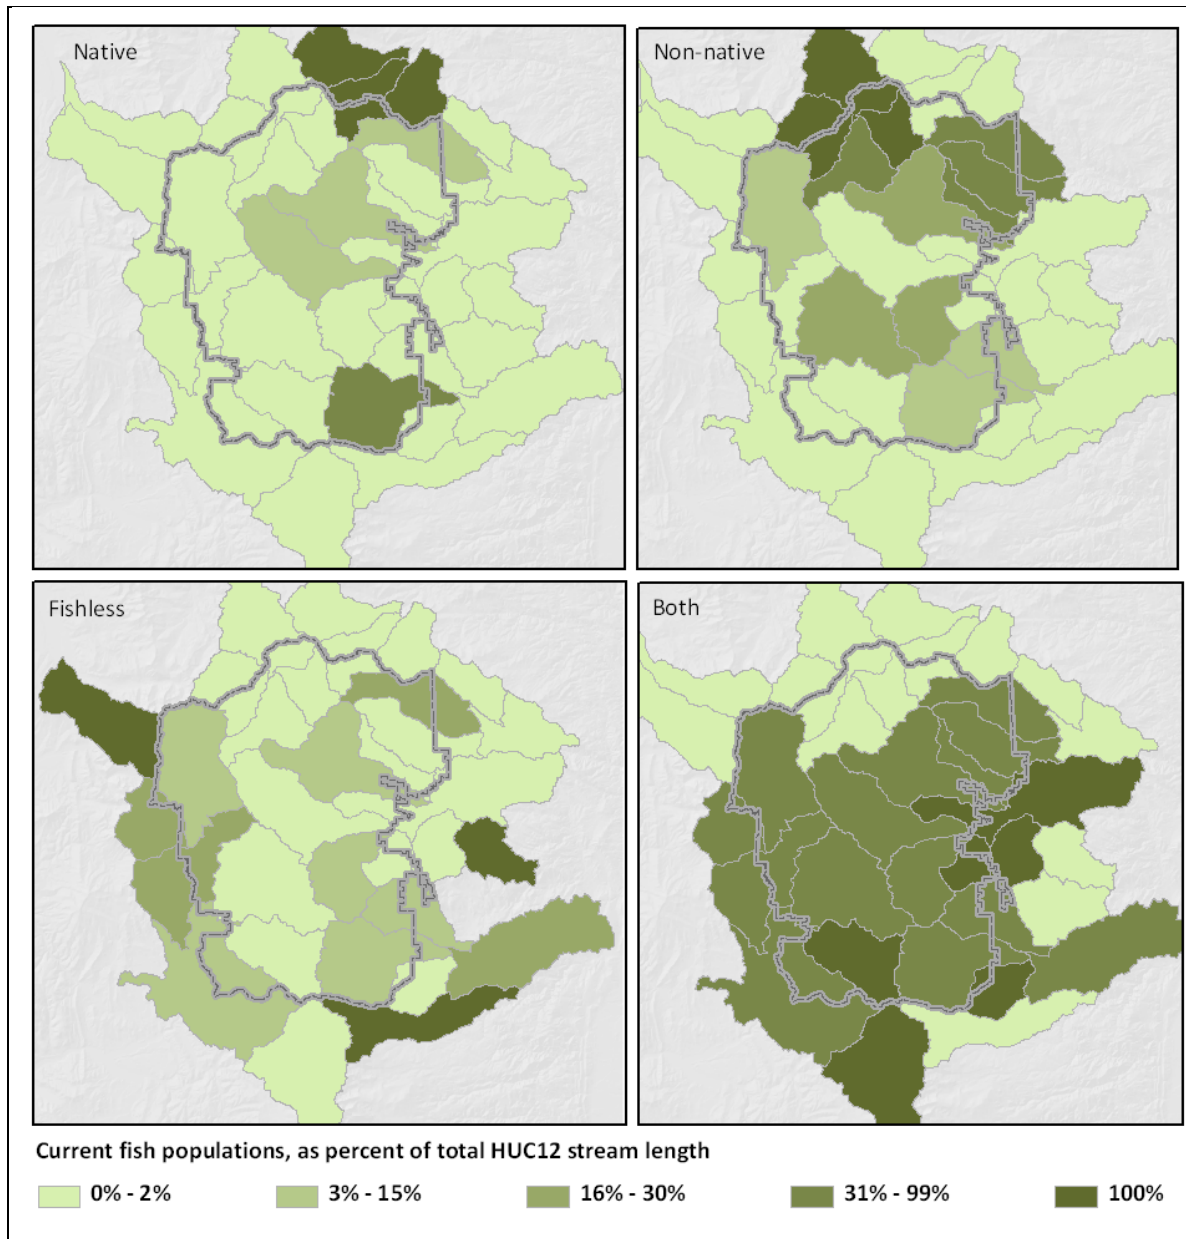 Native
Non-native
Fishless
Both
Current fish populations, as percent of total HUC12 stream length
0% - 2%
3% - 15%
16% - 30%
31% - 99%
100%